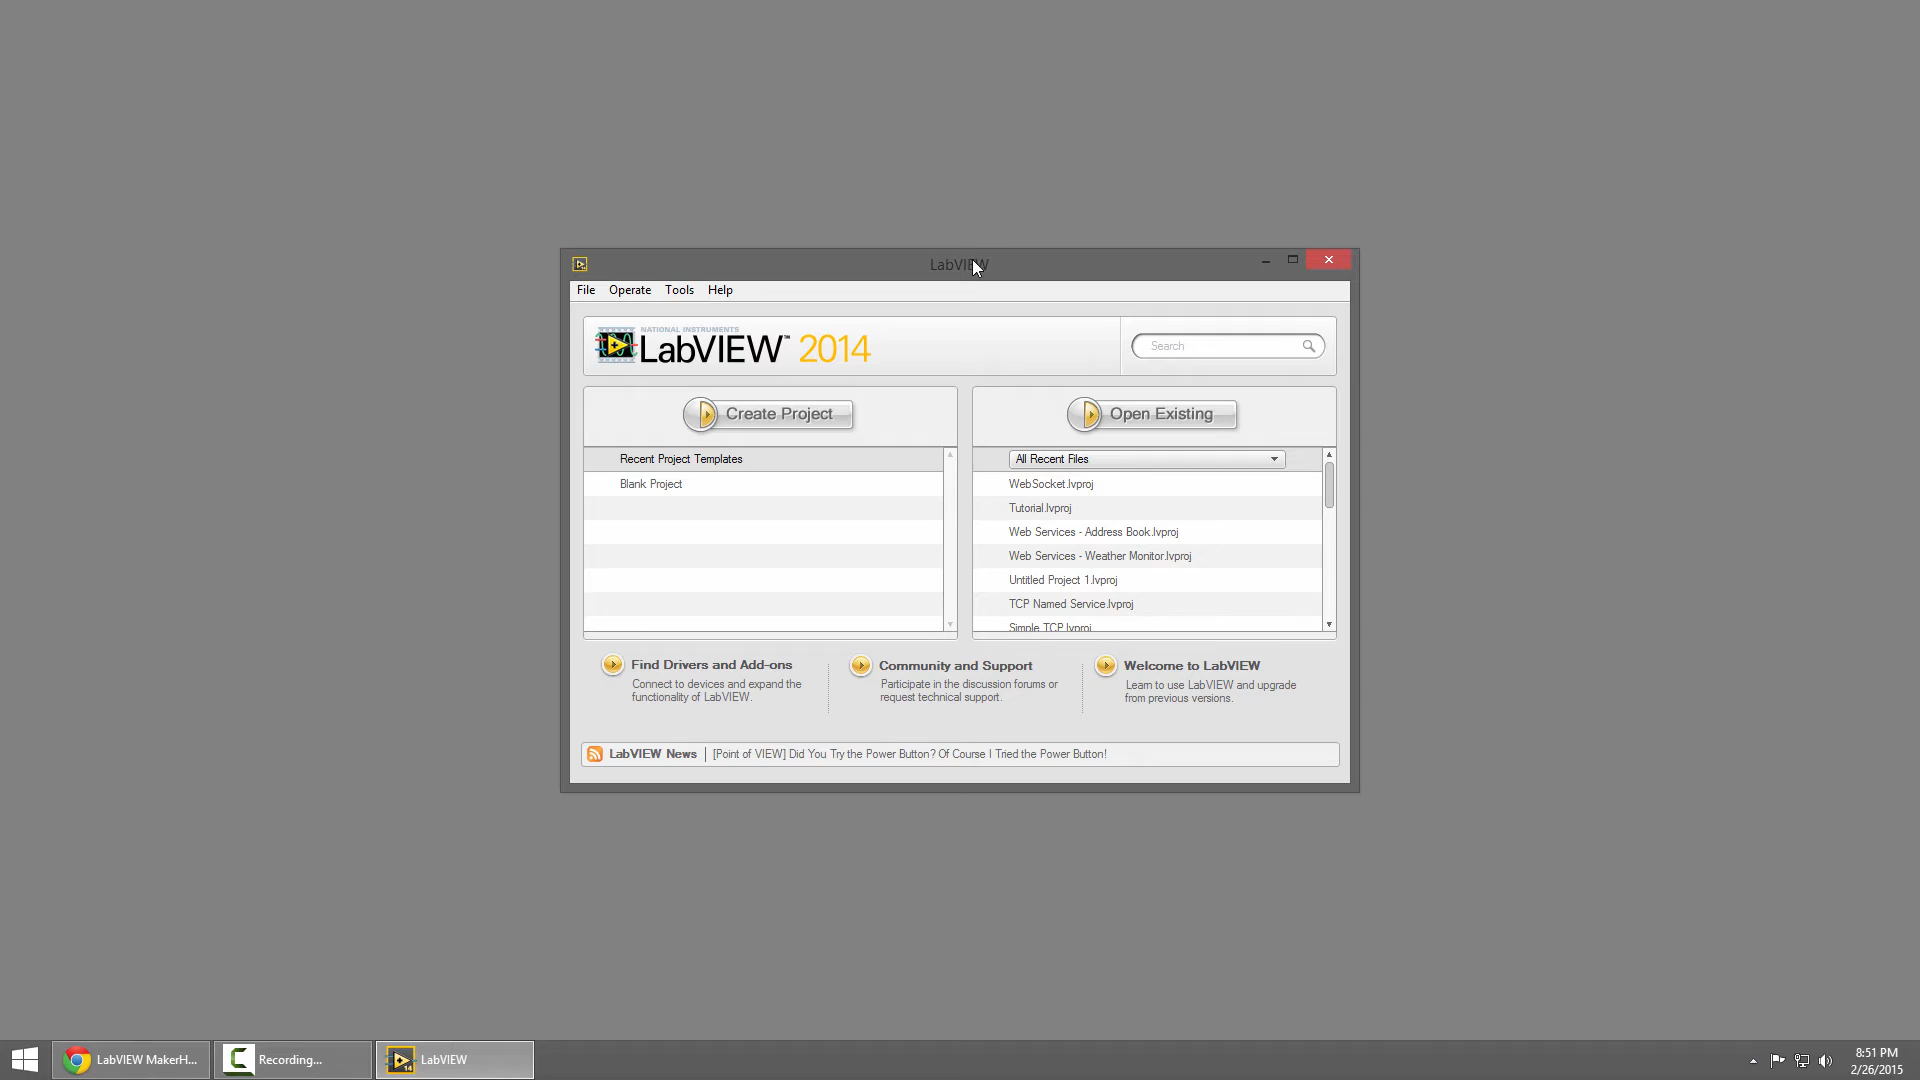 LabVIEW
File Operate Tools Help
NATIONAL INSTRUMENTS
LabVIEW™ 2014
Search
Create Project
Open Existing
Recent Project Templates
Blank Project
All Recent Files
WebSocket.lvproj
Tutorial.lvproj
Web Services - Address Book.lvproj
Web Services - Weather Monitor.lvproj
Untitled Project 1.lvproj
TCP Named Service.lvproj
Simple TCP.lvproj
Find Drivers and Add-ons
Connect to devices and expand the
functionality of LabVIEW.
Community and Support
Participate in the discussion forums or
request technical support.
Welcome to LabVIEW
Learn to use LabVIEW and upgrade
from previous versions.
LabVIEW News | [Point of VIEW] Did You Try the Power Button? Of Course I Tried the Power Button!
LabVIEW MakerH...
Recording...
14
LabVIEW
8:51 PM
2/26/2015